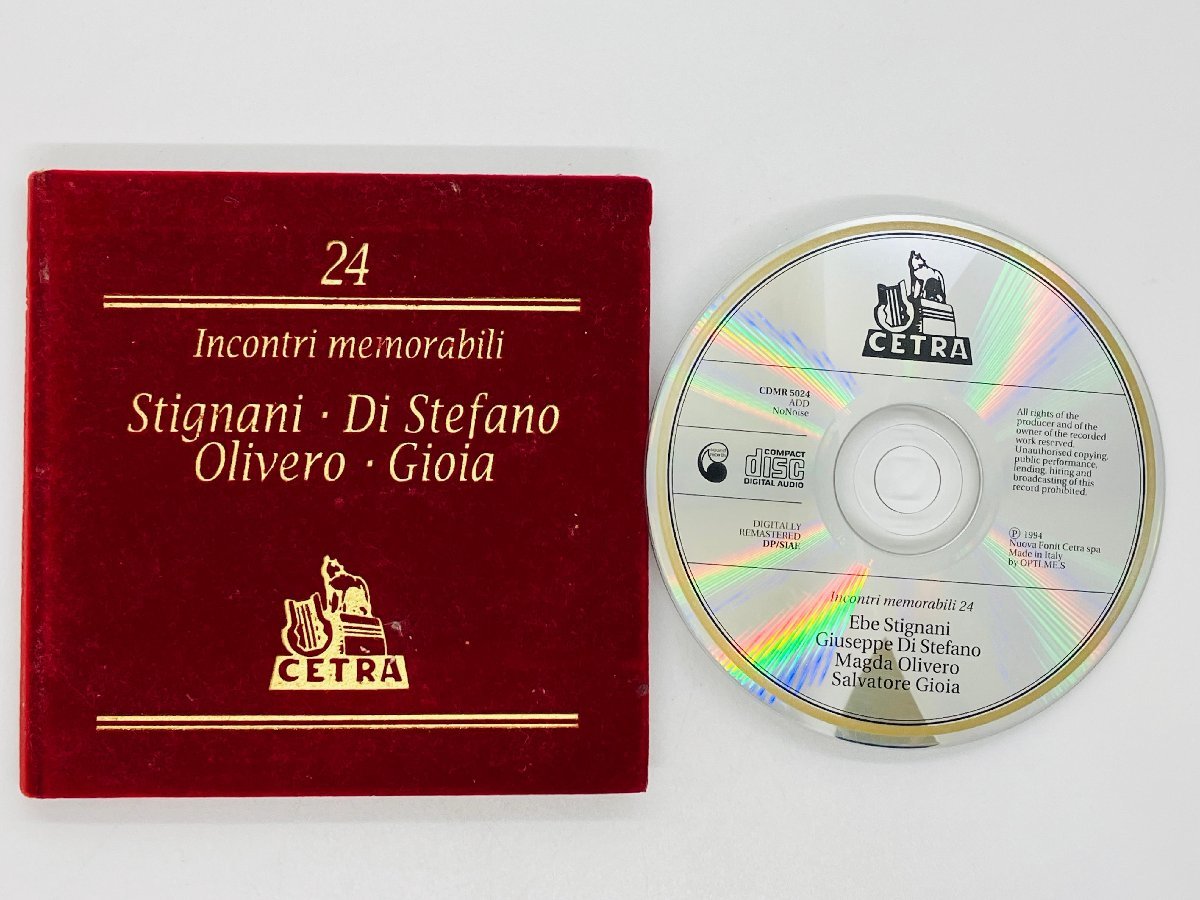 24
Incontri memorabili
Stignani · Di Stefano
Olivero · Gioia
CETRA
CETRA
CDMR 5024
ADD
NoNoise
COMPACT
disc
DIGITAL AUDIO
DIGITALLY
REMASTERED
DP/SIAE
All rights of the
producer and of the
owner of the recorded
work reserved.
Unauthorised copying,
public performance,
lending, hiring and
broadcasting of this
record prohibited.
℗ 1994
Nuova Fonit Cetra spa
Made in Italy
by OPTI.ME.S
Incontri memorabili 24
Ebe Stignani
Giuseppe Di Stefano
Magda Olivero
Salvatore Gioia